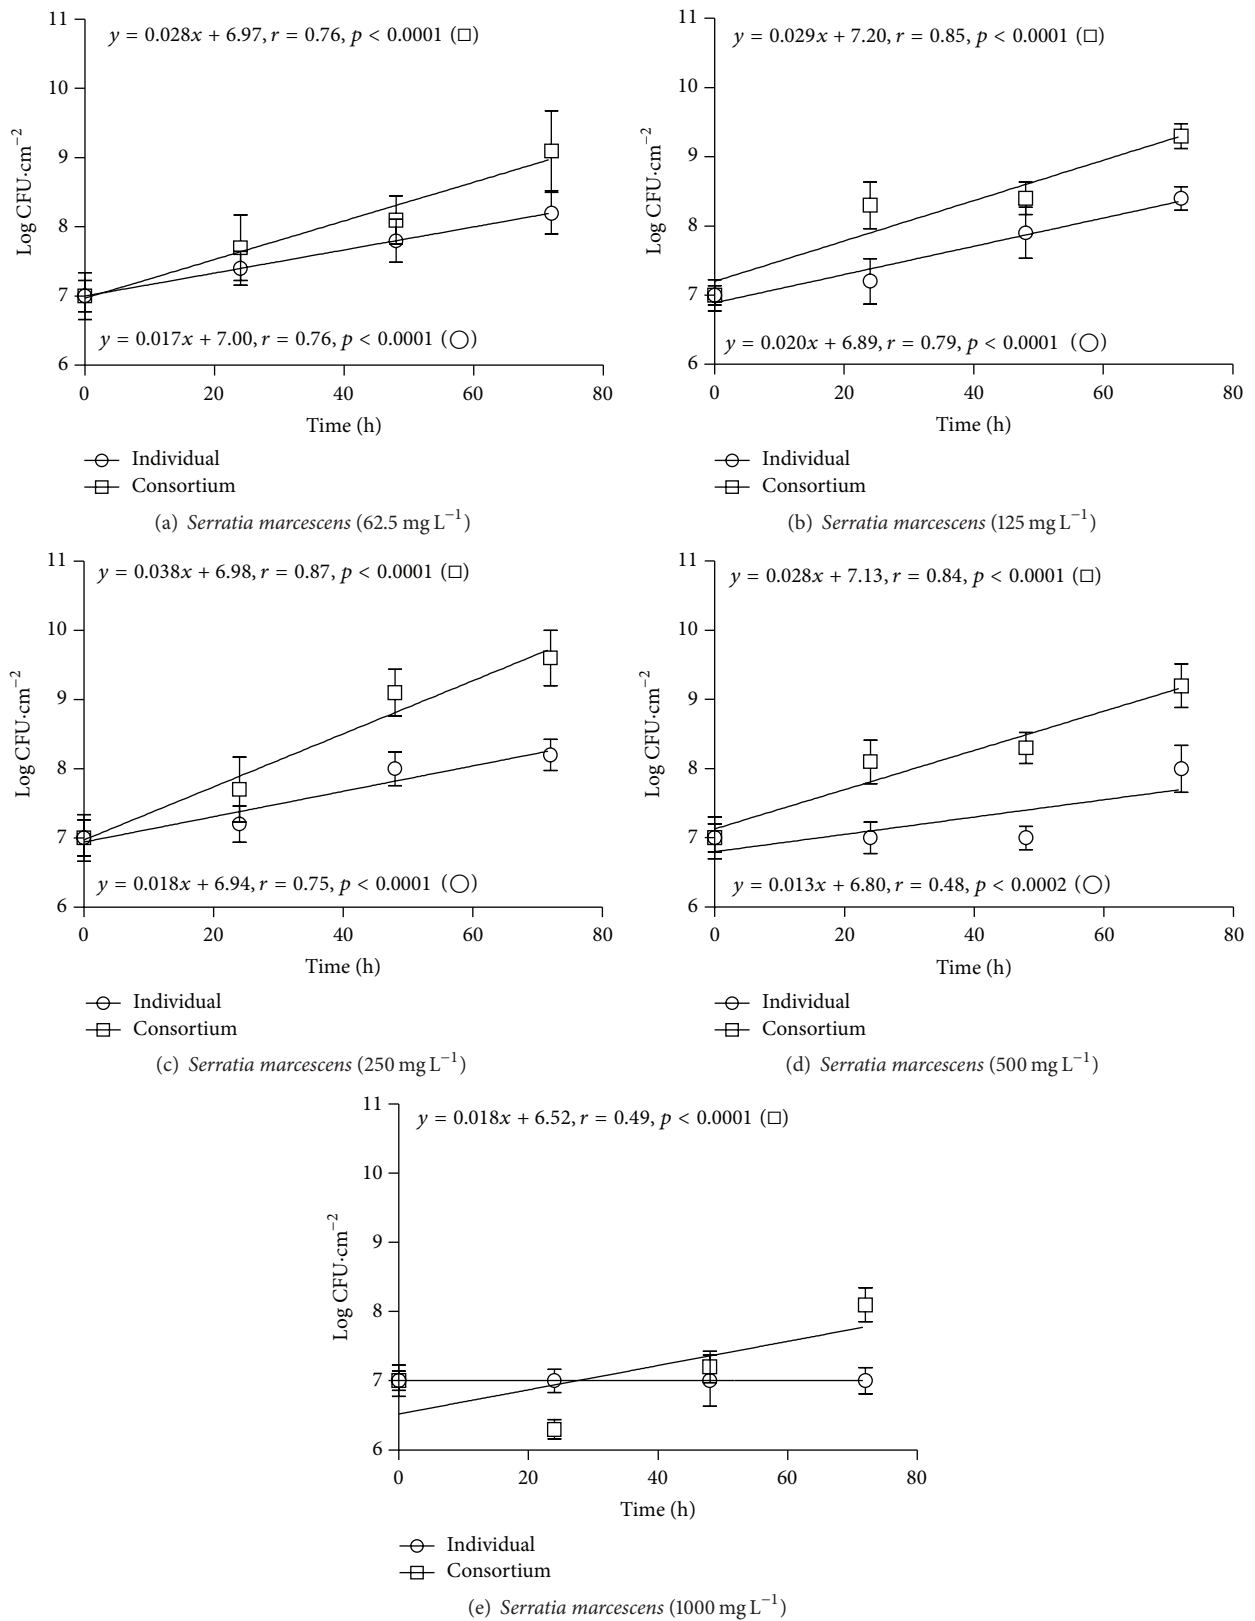 y = 0.028x + 6.97, r = 0.76, p < 0.0001 (□)
11
10
9
8
7
6
Log CFU·cm⁻²
y = 0.017x + 7.00, r = 0.76, p < 0.0001 (○)
0 20 40 60 80
Time (h)
Individual
Consortium
(a) Serratia marcescens (62.5 mg L⁻¹)
y = 0.029x + 7.20, r = 0.85, p < 0.0001 (□)
11
10
9
8
7
6
Log CFU·cm⁻²
y = 0.020x + 6.89, r = 0.79, p < 0.0001 (○)
0 20 40 60 80
Time (h)
Individual
Consortium
(b) Serratia marcescens (125 mg L⁻¹)
y = 0.038x + 6.98, r = 0.87, p < 0.0001 (□)
11
10
9
8
7
6
Log CFU·cm⁻²
y = 0.018x + 6.94, r = 0.75, p < 0.0001 (○)
0 20 40 60 80
Time (h)
Individual
Consortium
(c) Serratia marcescens (250 mg L⁻¹)
y = 0.028x + 7.13, r = 0.84, p < 0.0001 (□)
11
10
9
8
7
6
Log CFU·cm⁻²
y = 0.013x + 6.80, r = 0.48, p < 0.0002 (○)
0 20 40 60 80
Time (h)
Individual
Consortium
(d) Serratia marcescens (500 mg L⁻¹)
y = 0.018x + 6.52, r = 0.49, p < 0.0001 (□)
11
10
9
8
7
6
Log CFU·cm⁻²
0 20 40 60 80
Time (h)
Individual
Consortium
(e) Serratia marcescens (1000 mg L⁻¹)